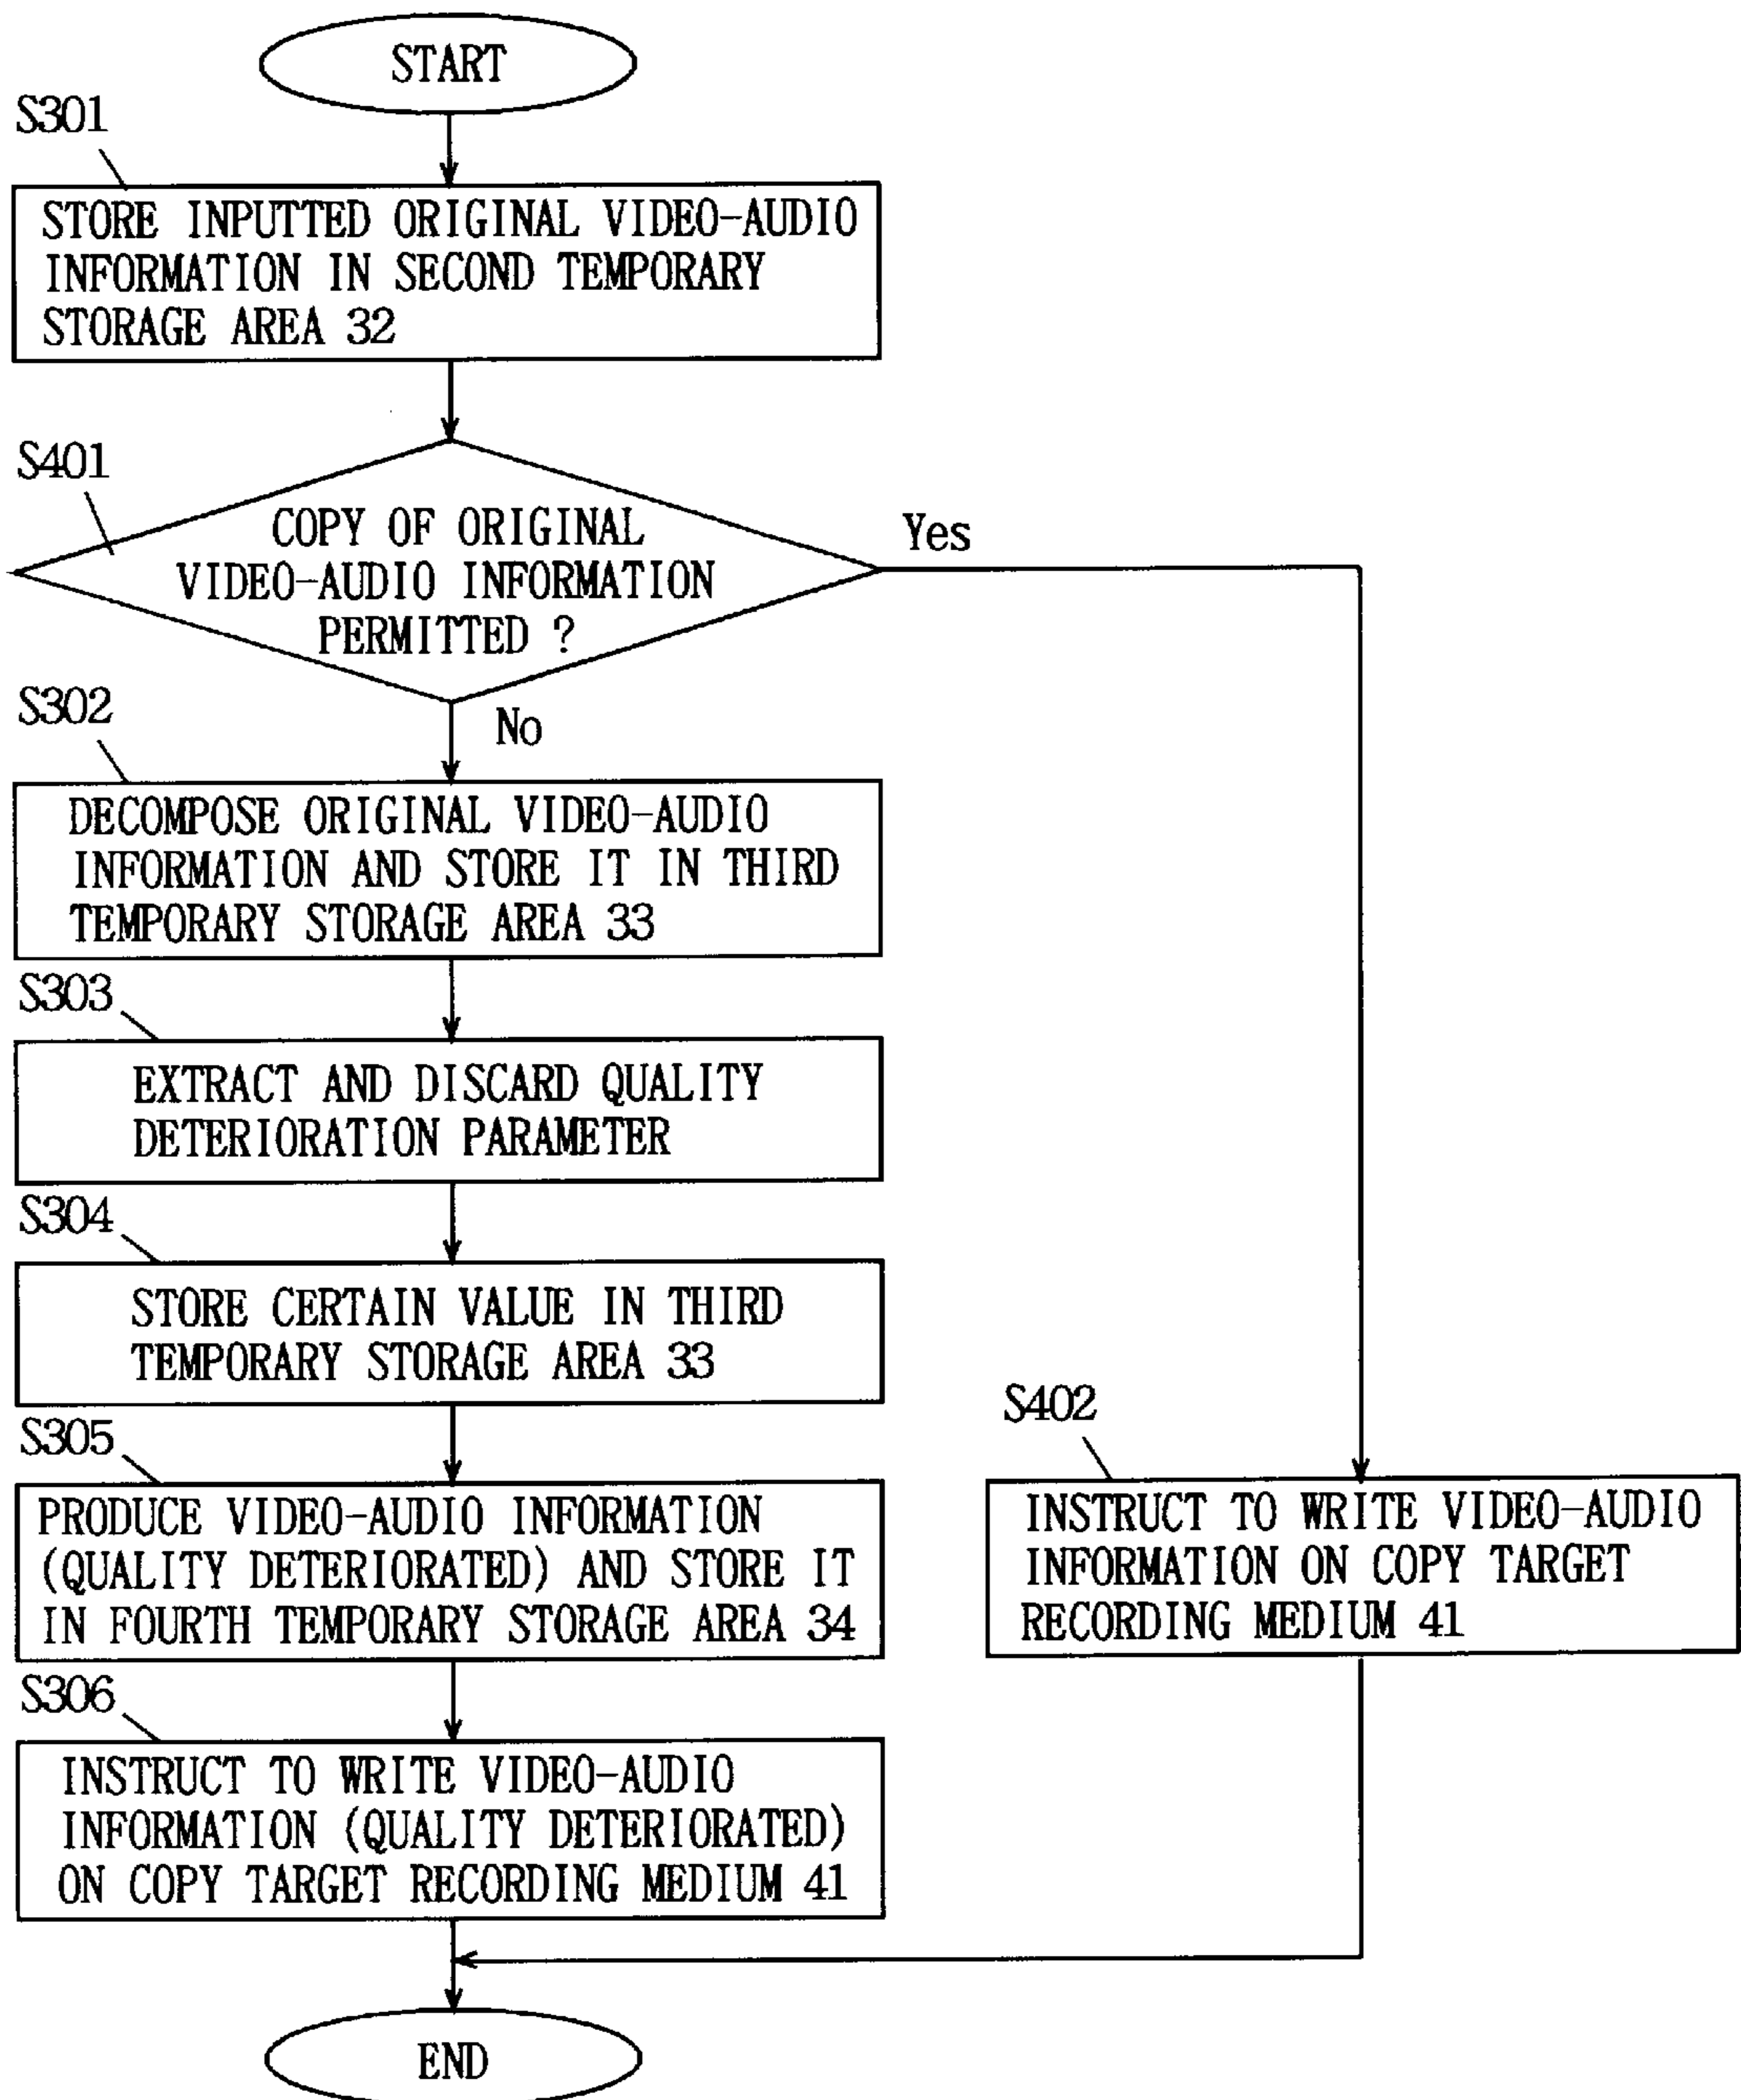 START
S301
STORE INPUTTED ORIGINAL VIDEO-AUDIO
INFORMATION IN SECOND TEMPORARY
STORAGE AREA 32
S401
COPY OF ORIGINAL
VIDEO-AUDIO INFORMATION
PERMITTED ?
Yes
No
S302
DECOMPOSE ORIGINAL VIDEO-AUDIO
INFORMATION AND STORE IT IN THIRD
TEMPORARY STORAGE AREA 33
S303
EXTRACT AND DISCARD QUALITY
DETERIORATION PARAMETER
S304
STORE CERTAIN VALUE IN THIRD
TEMPORARY STORAGE AREA 33
S305
PRODUCE VIDEO-AUDIO INFORMATION
(QUALITY DETERIORATED) AND STORE IT
IN FOURTH TEMPORARY STORAGE AREA 34
S402
INSTRUCT TO WRITE VIDEO-AUDIO
INFORMATION ON COPY TARGET
RECORDING MEDIUM 41
S306
INSTRUCT TO WRITE VIDEO-AUDIO
INFORMATION (QUALITY DETERIORATED)
ON COPY TARGET RECORDING MEDIUM 41
END